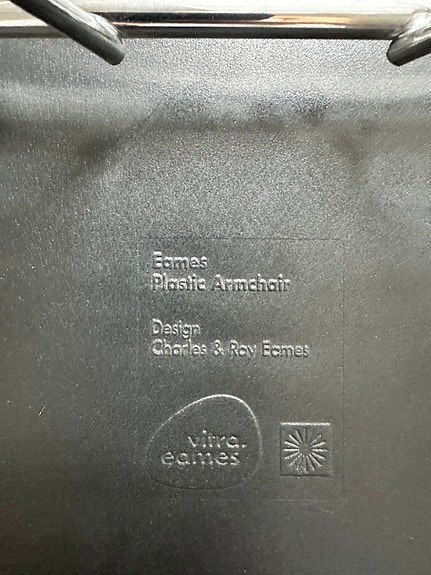 Eames
Plastic Armchair
Design
Charles & Ray Eames
vitra.
eames